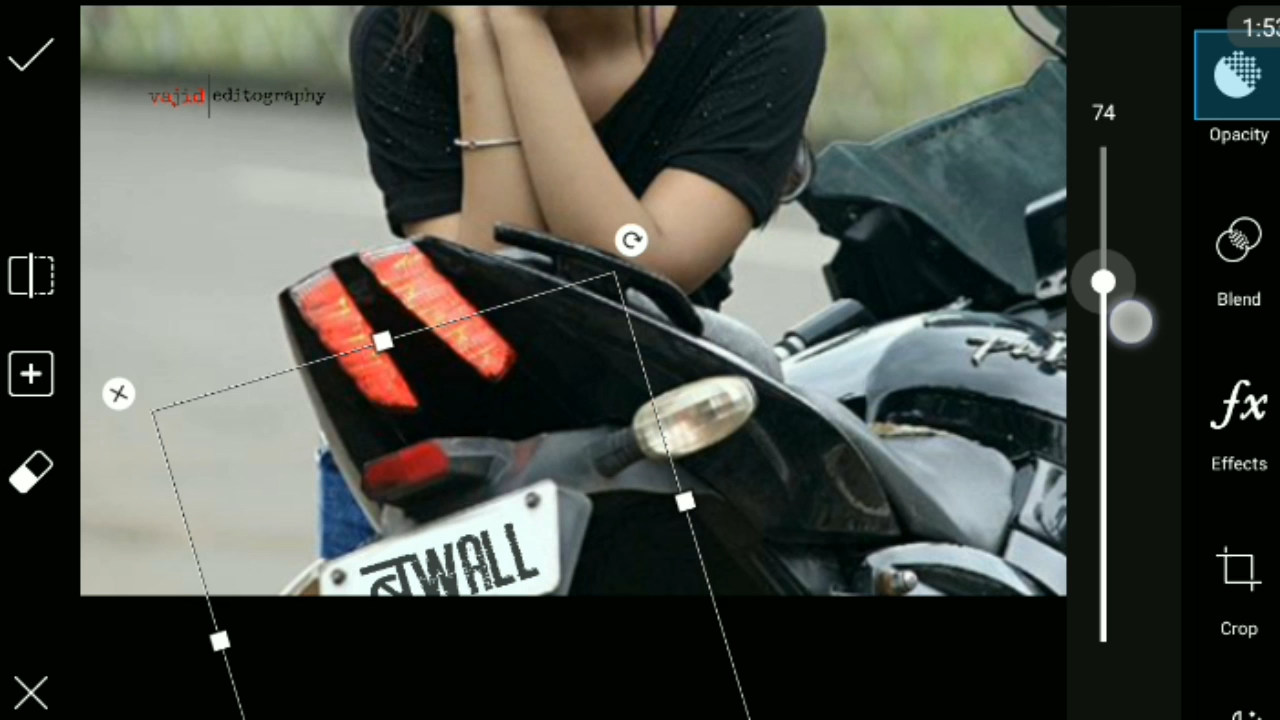 1:53
vajid editography
74
Opacity
Blend
fx
Effects
Crop
WALL